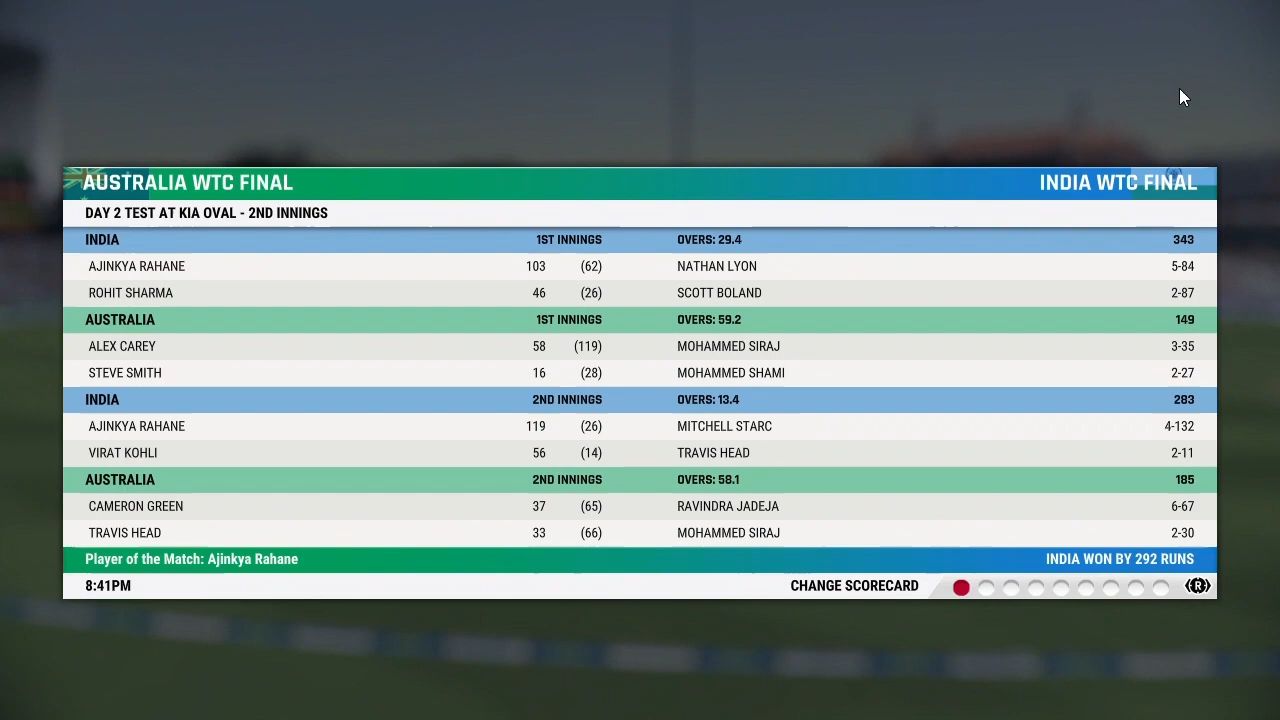 AUSTRALIA WTC FINAL INDIA WTC FINAL
DAY 2 TEST AT KIA OVAL - 2ND INNINGS
INDIA 1ST INNINGS OVERS: 29.4 343
AJINKYA RAHANE 103 (62) NATHAN LYON 5-84
ROHIT SHARMA 46 (26) SCOTT BOLAND 2-87
AUSTRALIA 1ST INNINGS OVERS: 59.2 149
ALEX CAREY 58 (119) MOHAMMED SIRAJ 3-35
STEVE SMITH 16 (28) MOHAMMED SHAMI 2-27
INDIA 2ND INNINGS OVERS: 13.4 283
AJINKYA RAHANE 119 (26) MITCHELL STARC 4-132
VIRAT KOHLI 56 (14) TRAVIS HEAD 2-11
AUSTRALIA 2ND INNINGS OVERS: 58.1 185
CAMERON GREEN 37 (65) RAVINDRA JADEJA 6-67
TRAVIS HEAD 33 (66) MOHAMMED SIRAJ 2-30
Player of the Match: Ajinkya Rahane INDIA WON BY 292 RUNS
8:41PM CHANGE SCORECARD R